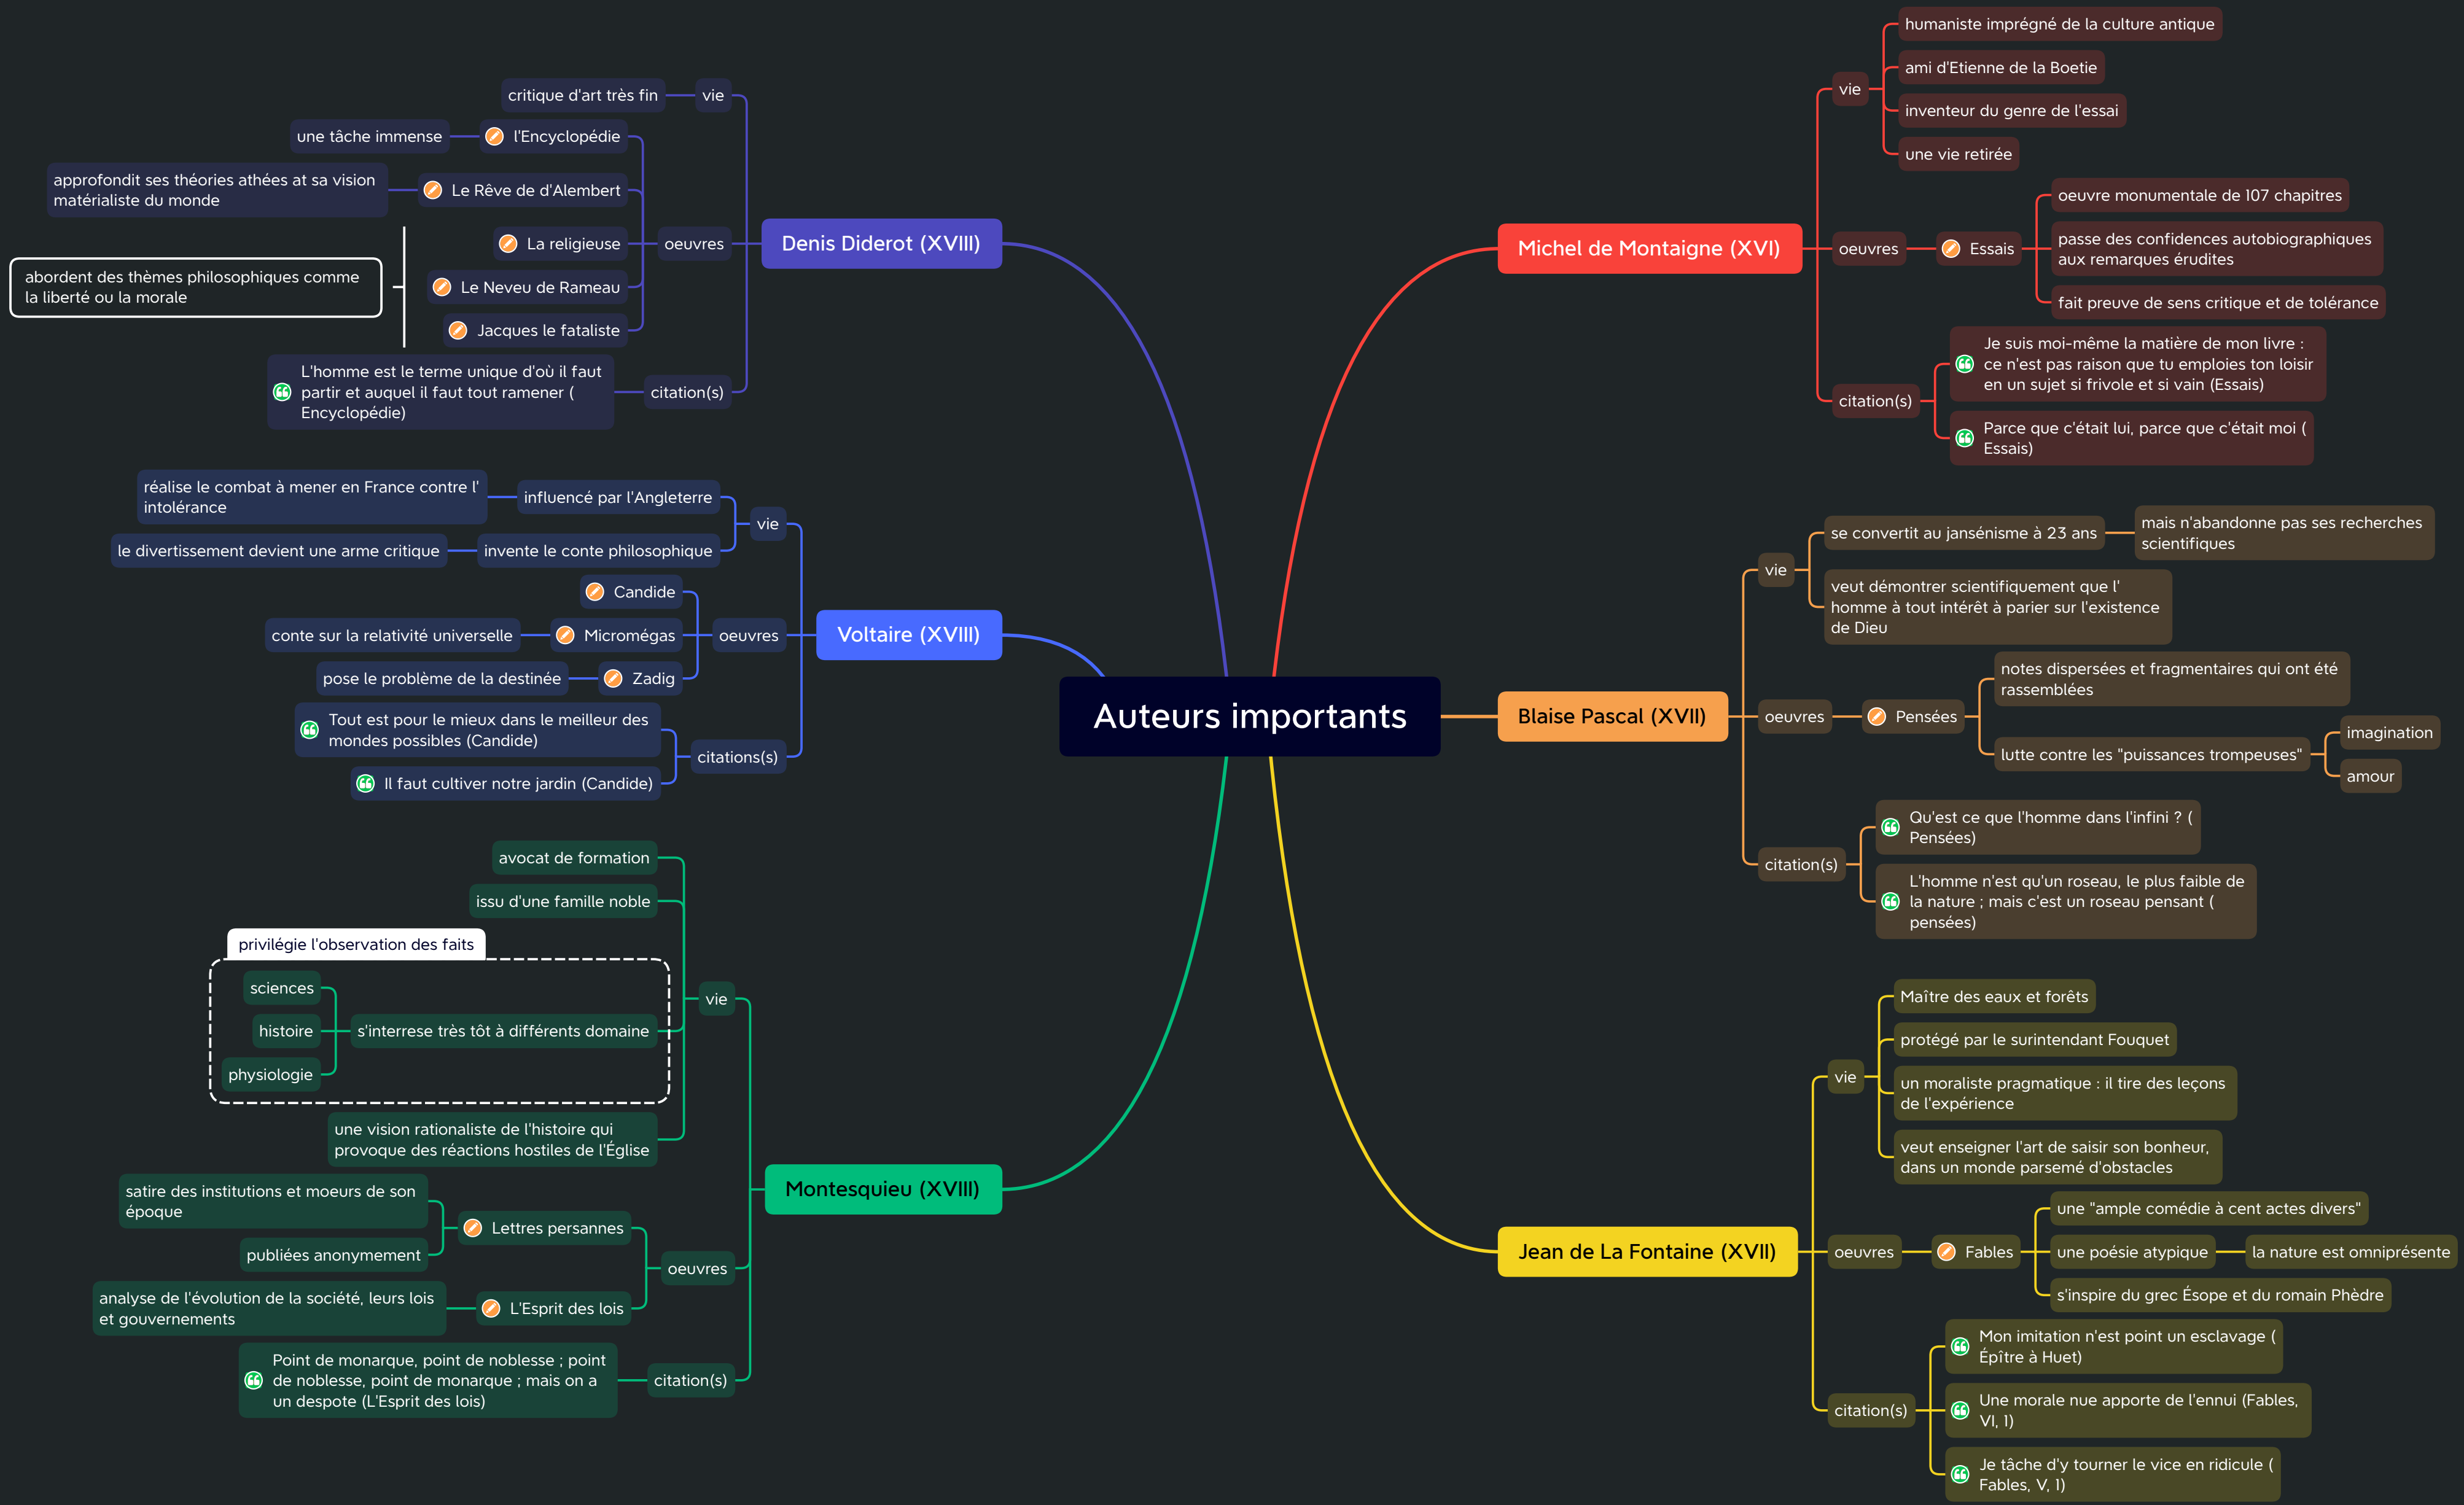 Auteurs importants
Michel de Montaigne (XVI)
vie
humaniste imprégné de la culture antique
ami d'Etienne de la Boetie
inventeur du genre de l'essai
une vie retirée
oeuvres
Essais
oeuvre monumentale de 107 chapitres
passe des confidences autobiographiques
aux remarques érudites
fait preuve de sens critique et de tolérance
citation(s)
Je suis moi-même la matière de mon livre :
ce n'est pas raison que tu emploies ton loisir
en un sujet si frivole et si vain (Essais)
Parce que c'était lui, parce que c'était moi (
Essais)
Blaise Pascal (XVII)
vie
se convertit au jansénisme à 23 ans
mais n'abandonne pas ses recherches
scientifiques
veut démontrer scientifiquement que l'
homme à tout intérêt à parier sur l'existence
de Dieu
oeuvres
Pensées
notes dispersées et fragmentaires qui ont été
rassemblées
lutte contre les "puissances trompeuses"
imagination
amour
citation(s)
Qu'est ce que l'homme dans l'infini ? (
Pensées)
L'homme n'est qu'un roseau, le plus faible de
la nature ; mais c'est un roseau pensant (
pensées)
Jean de La Fontaine (XVII)
vie
Maître des eaux et forêts
protégé par le surintendant Fouquet
un moraliste pragmatique : il tire des leçons
de l'expérience
veut enseigner l'art de saisir son bonheur,
dans un monde parsemé d'obstacles
oeuvres
Fables
une "ample comédie à cent actes divers"
une poésie atypique
la nature est omniprésente
s'inspire du grec Ésope et du romain Phèdre
citation(s)
Mon imitation n'est point un esclavage (
Épître à Huet)
Une morale nue apporte de l'ennui (Fables,
VI, 1)
Je tâche d'y tourner le vice en ridicule (
Fables, V, 1)
Denis Diderot (XVIII)
vie
critique d'art très fin
oeuvres
l'Encyclopédie
une tâche immense
Le Rêve de d'Alembert
approfondit ses théories athées at sa vision
matérialiste du monde
La religieuse
Le Neveu de Rameau
Jacques le fataliste
abordent des thèmes philosophiques comme
la liberté ou la morale
citation(s)
L'homme est le terme unique d'où il faut
partir et auquel il faut tout ramener (
Encyclopédie)
Voltaire (XVIII)
vie
influencé par l'Angleterre
réalise le combat à mener en France contre l'
intolérance
invente le conte philosophique
le divertissement devient une arme critique
oeuvres
Candide
Micromégas
conte sur la relativité universelle
Zadig
pose le problème de la destinée
citations(s)
Tout est pour le mieux dans le meilleur des
mondes possibles (Candide)
Il faut cultiver notre jardin (Candide)
Montesquieu (XVIII)
vie
avocat de formation
issu d'une famille noble
privilégie l'observation des faits
s'interrese très tôt à différents domaine
sciences
histoire
physiologie
une vision rationaliste de l'histoire qui
provoque des réactions hostiles de l'Église
oeuvres
Lettres persannes
satire des institutions et moeurs de son
époque
publiées anonymement
L'Esprit des lois
analyse de l'évolution de la société, leurs lois
et gouvernements
citation(s)
Point de monarque, point de noblesse ; point
de noblesse, point de monarque ; mais on a
un despote (L'Esprit des lois)